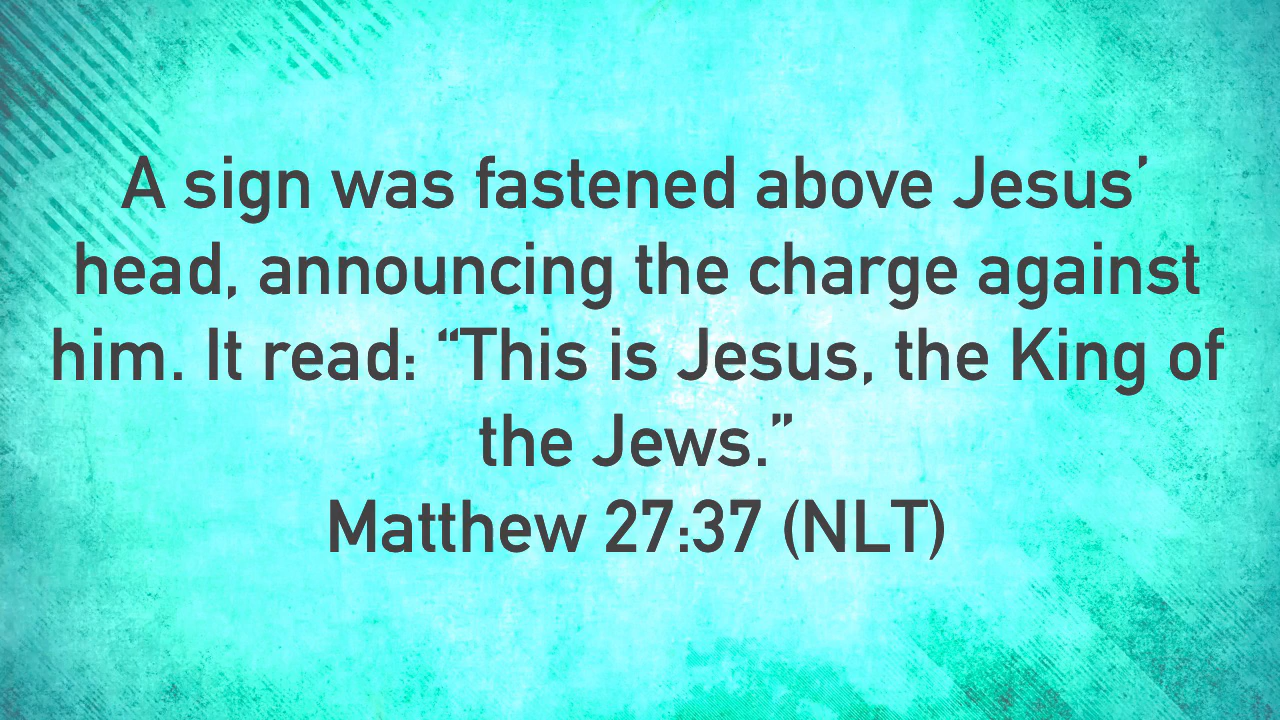 A sign was fastened above Jesus’
head, announcing the charge against
him. It read: “This is Jesus, the King of
the Jews.”
Matthew 27:37 (NLT)